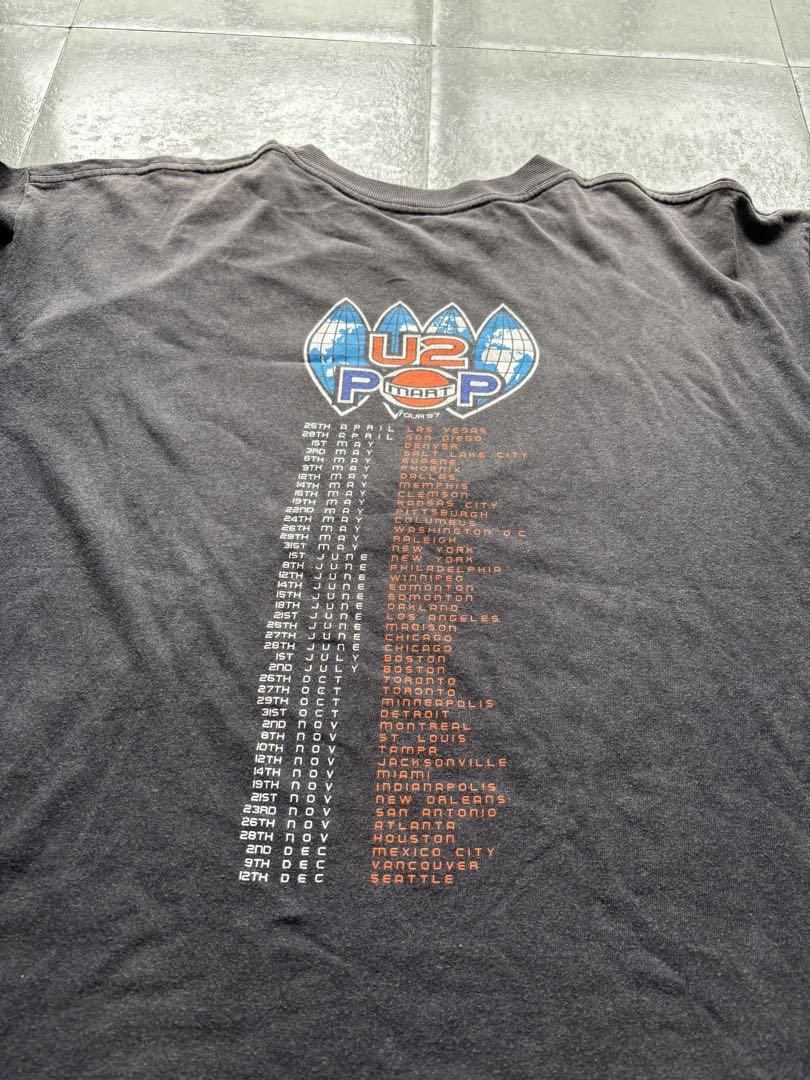 U2
POP
MART
TOUR 97
25TH APRIL LAS VEGAS
28TH APRIL SAN DIEGO
1ST MAY DENVER
3RD MAY SALT LAKE CITY
6TH MAY EUGENE
9TH MAY PHOENIX
12TH MAY DALLAS
14TH MAY MEMPHIS
16TH MAY CLEMSON
19TH MAY KANSAS CITY
22ND MAY PITTSBURGH
24TH MAY COLUMBUS
26TH MAY WASHINGTON D C
29TH MAY RALEIGH
31ST MAY NEW YORK
1ST JUNE NEW YORK
8TH JUNE PHILADELPHIA
12TH JUNE WINNIPEG
14TH JUNE EDMONTON
15TH JUNE EDMONTON
18TH JUNE OAKLAND
21ST JUNE LOS ANGELES
25TH JUNE MADISON
27TH JUNE CHICAGO
28TH JUNE CHICAGO
1ST JULY BOSTON
2ND JULY BOSTON
26TH OCT TORONTO
27TH OCT TORONTO
29TH OCT MINNEAPOLIS
31ST OCT DETROIT
2ND NOV MONTREAL
8TH NOV ST LOUIS
10TH NOV TAMPA
12TH NOV JACKSONVILLE
14TH NOV MIAMI
19TH NOV INDIANAPOLIS
21ST NOV NEW ORLEANS
23RD NOV SAN ANTONIO
26TH NOV ATLANTA
28TH NOV HOUSTON
2ND DEC MEXICO CITY
9TH DEC VANCOUVER
12TH DEC SEATTLE